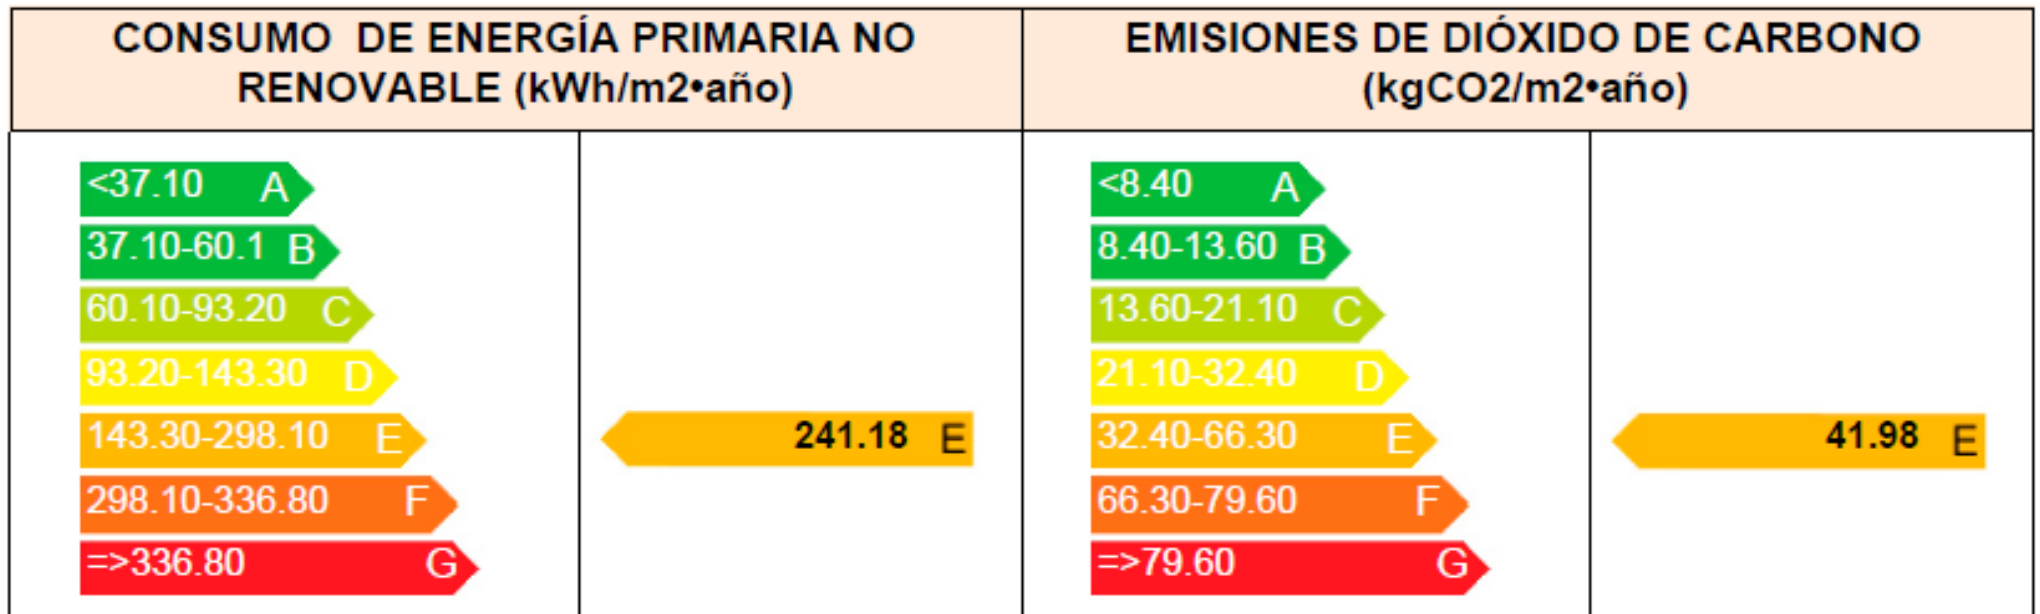 CONSUMO DE ENERGÍA PRIMARIA NO
RENOVABLE (kWh/m2•año)
EMISIONES DE DIÓXIDO DE CARBONO
(kgCO2/m2•año)
<37.10 A
37.10-60.1 B
60.10-93.20 C
93.20-143.30 D
143.30-298.10 E
241.18 E
298.10-336.80 F
=>336.80 G
<8.40 A
8.40-13.60 B
13.60-21.10 C
21.10-32.40 D
32.40-66.30 E
41.98 E
66.30-79.60 F
=>79.60 G